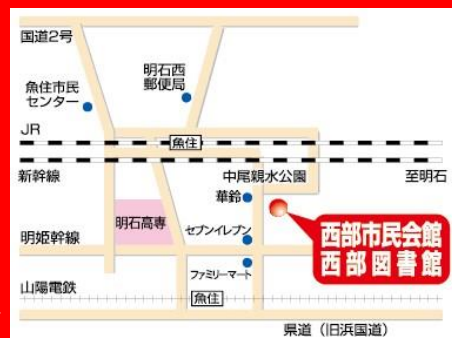 国道2号
明石西
郵便局
魚住市民
センター
JR
魚住
新幹線
中尾親水公園
至明石
華鈴
明石高専
西部市民会館
西部図書館
セブンイレブン
明姫幹線
ファミリーマート
山陽電鉄
魚住
県道（旧浜国道）